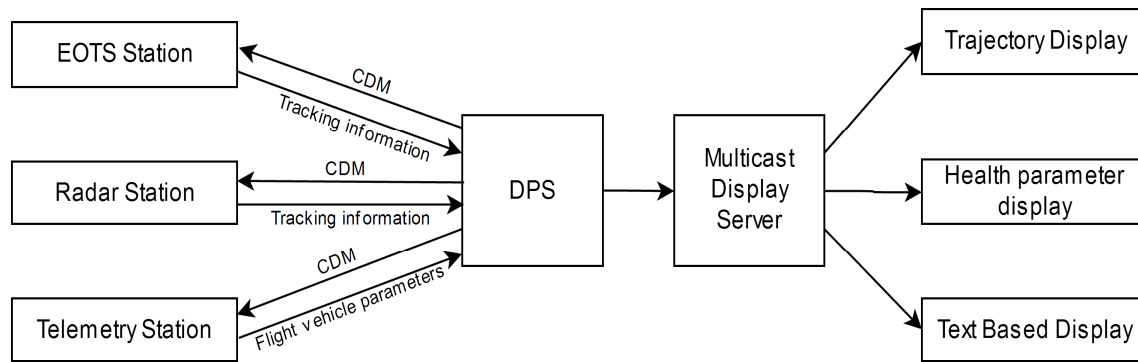 EOTS Station
CDM
Tracking information
Radar Station
CDM
Tracking information
Telemetry Station
CDM
Flight vehicle parameters
DPS
Multicast
Display
Server
Trajectory Display
Health parameter
display
Text Based Display